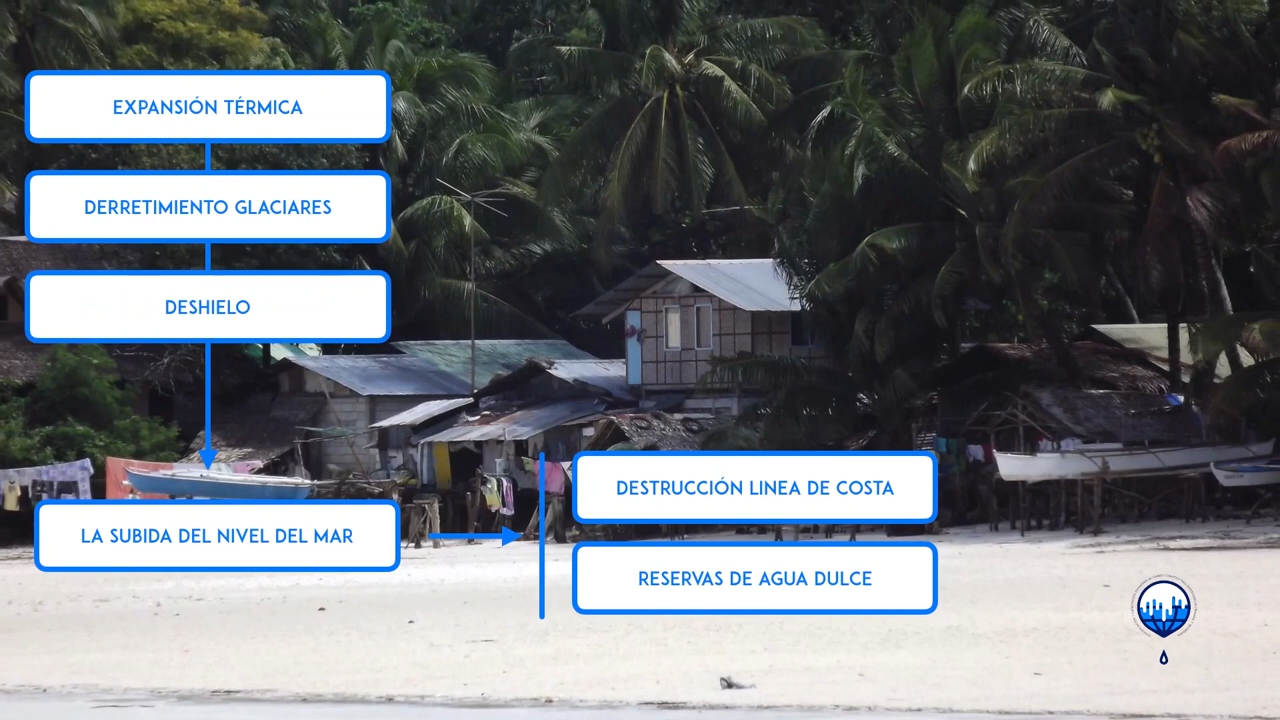 EXPANSIÓN TÉRMICA
DERRETIMIENTO GLACIARES
DESHIELO
LA SUBIDA DEL NIVEL DEL MAR
DESTRUCCIÓN LINEA DE COSTA
RESERVAS DE AGUA DULCE